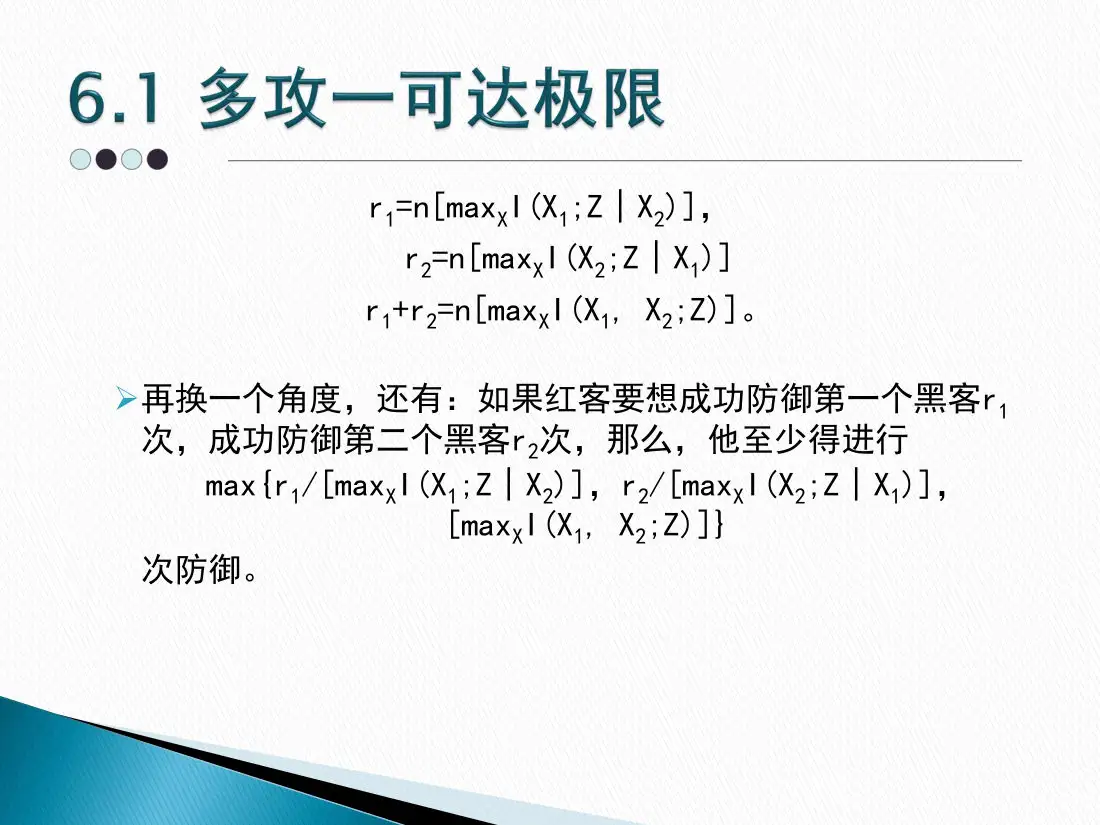 6.1 多攻一可达极限
r₁=n[maxₓI(X₁;Z│X₂)],
r₂=n[maxₓI(X₂;Z│X₁)]
r₁+r₂=n[maxₓI(X₁, X₂;Z)]。
再换一个角度，还有：如果红客要想成功防御第一个黑客r₁
次，成功防御第二个黑客r₂次，那么，他至少得进行
max{r₁/[maxₓI(X₁;Z│X₂)], r₂/[maxₓI(X₂;Z│X₁)],
[maxₓI(X₁, X₂;Z)]}
次防御。